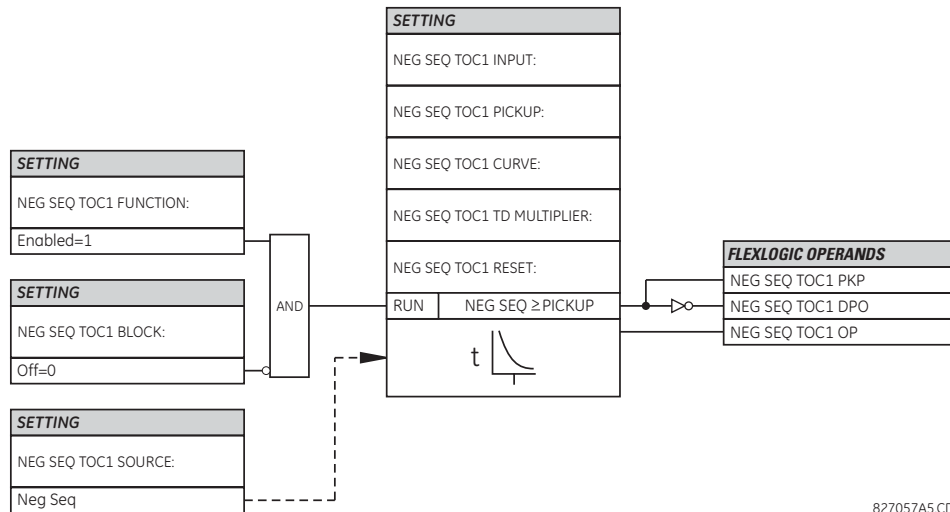 SETTING
NEG SEQ TOC1 FUNCTION:
Enabled=1
SETTING
NEG SEQ TOC1 BLOCK:
Off=0
SETTING
NEG SEQ TOC1 SOURCE:
Neg Seq
AND
SETTING
NEG SEQ TOC1 INPUT:
NEG SEQ TOC1 PICKUP:
NEG SEQ TOC1 CURVE:
NEG SEQ TOC1 TD MULTIPLIER:
NEG SEQ TOC1 RESET:
RUN NEG SEQ ≥ PICKUP
t
FLEXLOGIC OPERANDS
NEG SEQ TOC1 PKP
NEG SEQ TOC1 DPO
NEG SEQ TOC1 OP